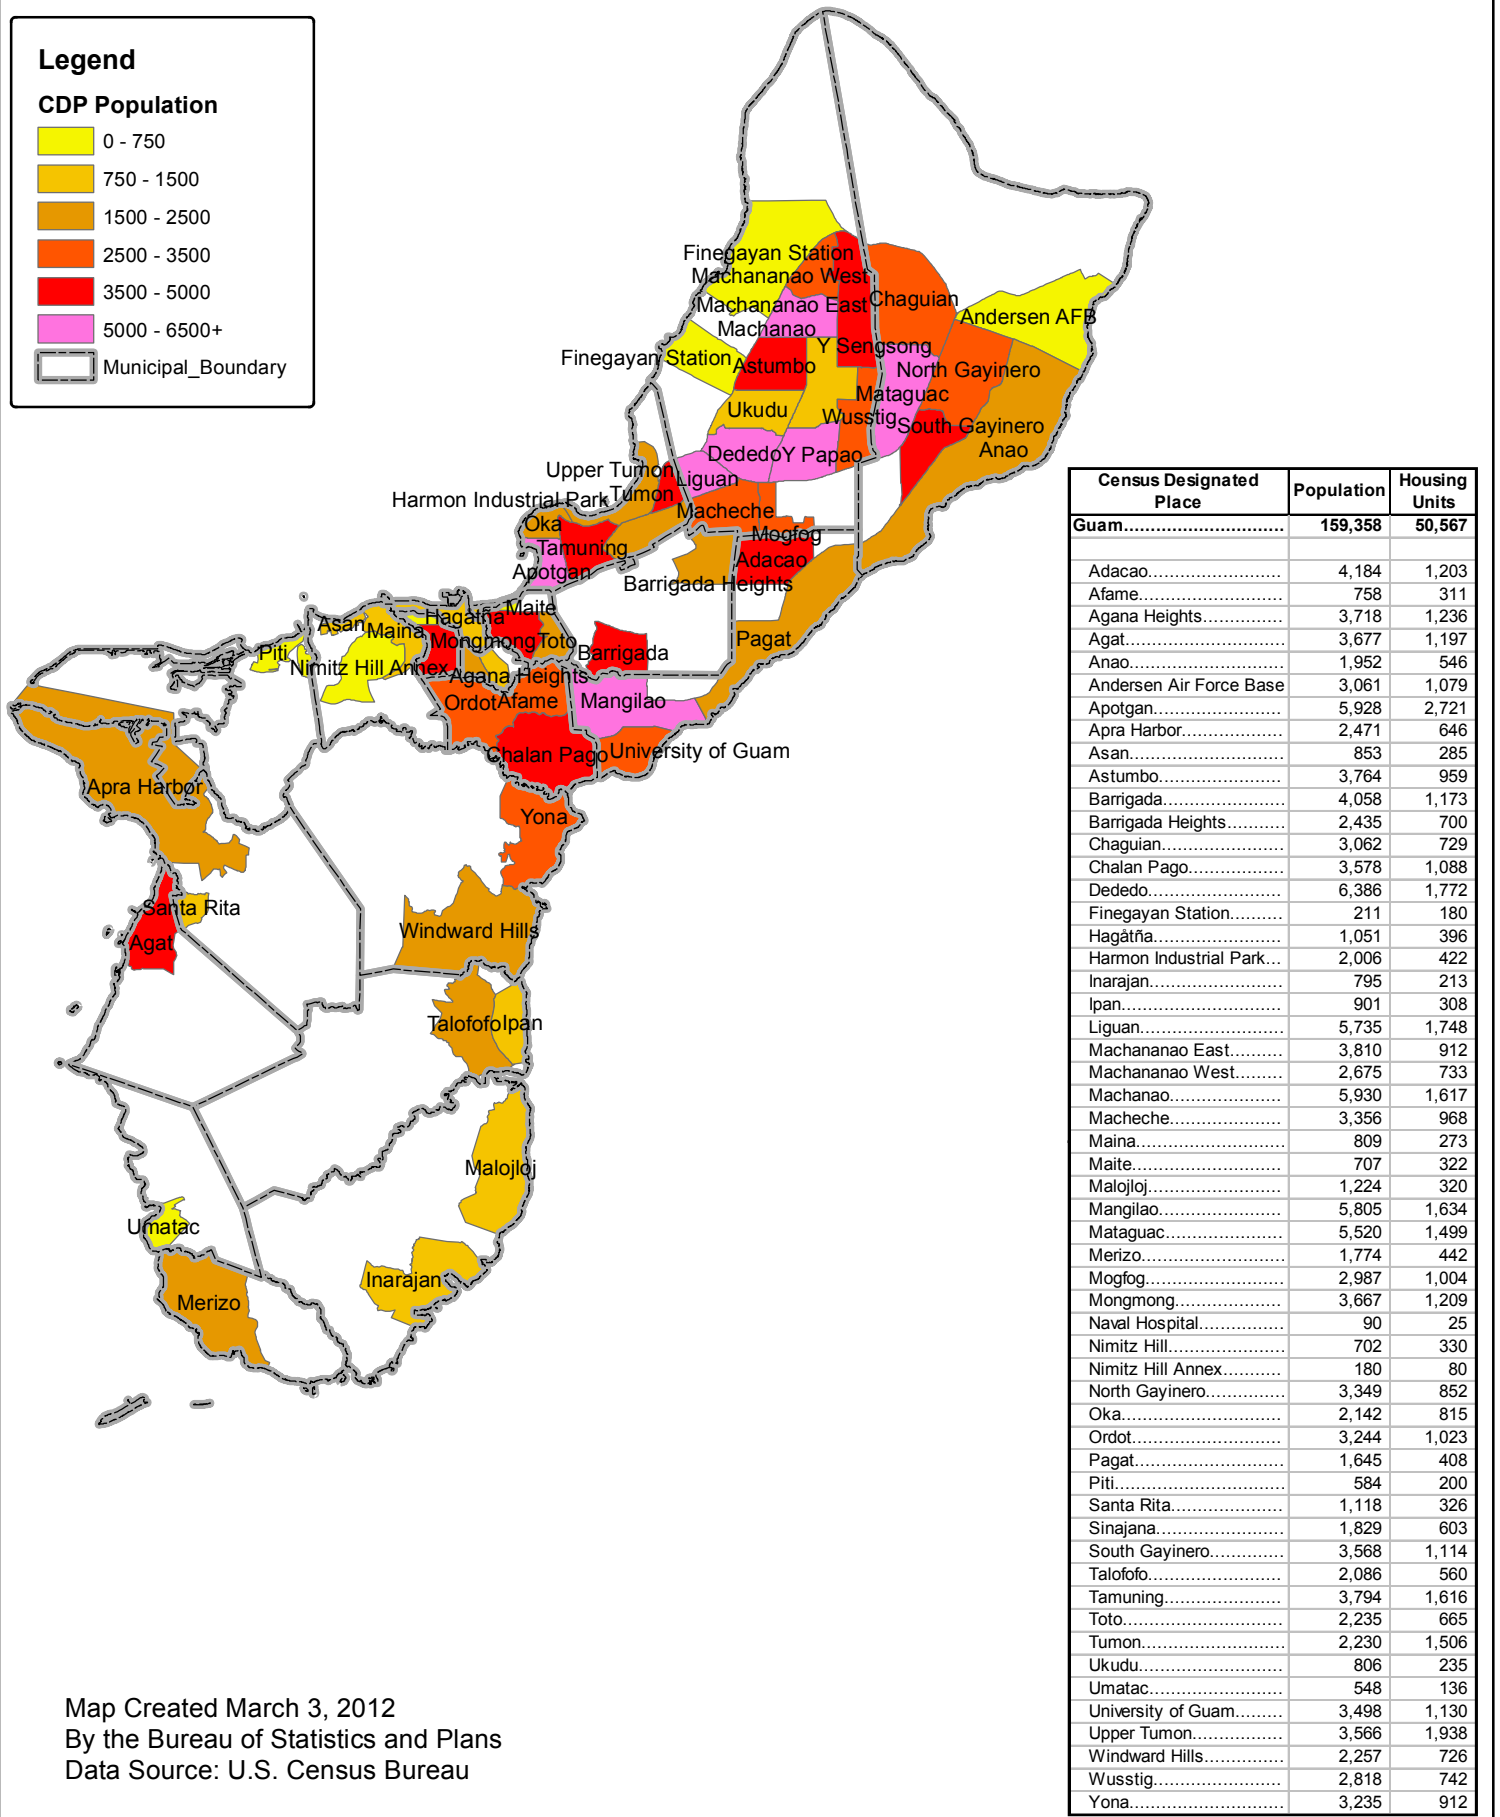 Legend
CDP Population
0 - 750
750 - 1500
1500 - 2500
2500 - 3500
3500 - 5000
5000 - 6500+
Municipal_Boundary
Finegayan Station
Machananao West
Machananao East
Chaguian
Andersen AFB
Machanao
Y Sengsong
Finegayan Station
Astumbo
North Gayinero
Mataguac
Ukudu
Wusstig
South Gayinero
Anao
Dededo
Y Papao
Upper Tumon
Liguan
Harmon Industrial Park
Tumon
Macheche
Oka
Mogfog
Tamuning
Adacao
Apotgan
Barrigada Heights
Maite
Hagatna
Asan
Maina
Mongmong
Toto
Pagat
Piti
Barrigada
Nimitz Hill Annex
Agana Heights
Ordot
Afame
Mangilao
Chalan Pago
University of Guam
Apra Harbor
Yona
Santa Rita
Windward Hills
Agat
Talofofo
Ipan
Malojloj
Umatac
Inarajan
Merizo
Census Designated Place Population Housing Units
Guam............................ 159,358 50,567
Adacao.......................... 4,184 1,203
Afame........................... 758 311
Agana Heights.............. 3,718 1,236
Agat.............................. 3,677 1,197
Anao............................. 1,952 546
Andersen Air Force Base 3,061 1,079
Apotgan........................ 5,928 2,721
Apra Harbor.................. 2,471 646
Asan............................. 853 285
Astumbo....................... 3,764 959
Barrigada...................... 4,058 1,173
Barrigada Heights........... 2,435 700
Chaguian....................... 3,062 729
Chalan Pago.................. 3,578 1,088
Dededo.......................... 6,386 1,772
Finegayan Station.......... 211 180
Hagåtña......................... 1,051 396
Harmon Industrial Park... 2,006 422
Inarajan......................... 795 213
Ipan............................... 901 308
Liguan........................... 5,735 1,748
Machananao East.......... 3,810 912
Machananao West......... 2,675 733
Machanao...................... 5,930 1,617
Macheche...................... 3,356 968
Maina............................ 809 273
Maite............................. 707 322
Malojloj.......................... 1,224 320
Mangilao........................ 5,805 1,634
Mataguac....................... 5,520 1,499
Merizo........................... 1,774 442
Mogfog.......................... 2,987 1,004
Mongmong..................... 3,667 1,209
Naval Hospital................ 90 25
Nimitz Hill...................... 702 330
Nimitz Hill Annex........... 180 80
North Gayinero............... 3,349 852
Oka............................... 2,142 815
Ordot............................. 3,244 1,023
Pagat............................ 1,645 408
Piti................................ 584 200
Santa Rita..................... 1,118 326
Sinajana........................ 1,829 603
South Gayinero.............. 3,568 1,114
Talofofo......................... 2,086 560
Tamuning....................... 3,794 1,616
Toto.............................. 2,235 665
Tumon........................... 2,230 1,506
Ukudu........................... 806 235
Umatac......................... 548 136
University of Guam......... 3,498 1,130
Upper Tumon................. 3,566 1,938
Windward Hills............... 2,257 726
Wusstig......................... 2,818 742
Yona............................. 3,235 912
Map Created March 3, 2012
By the Bureau of Statistics and Plans
Data Source: U.S. Census Bureau